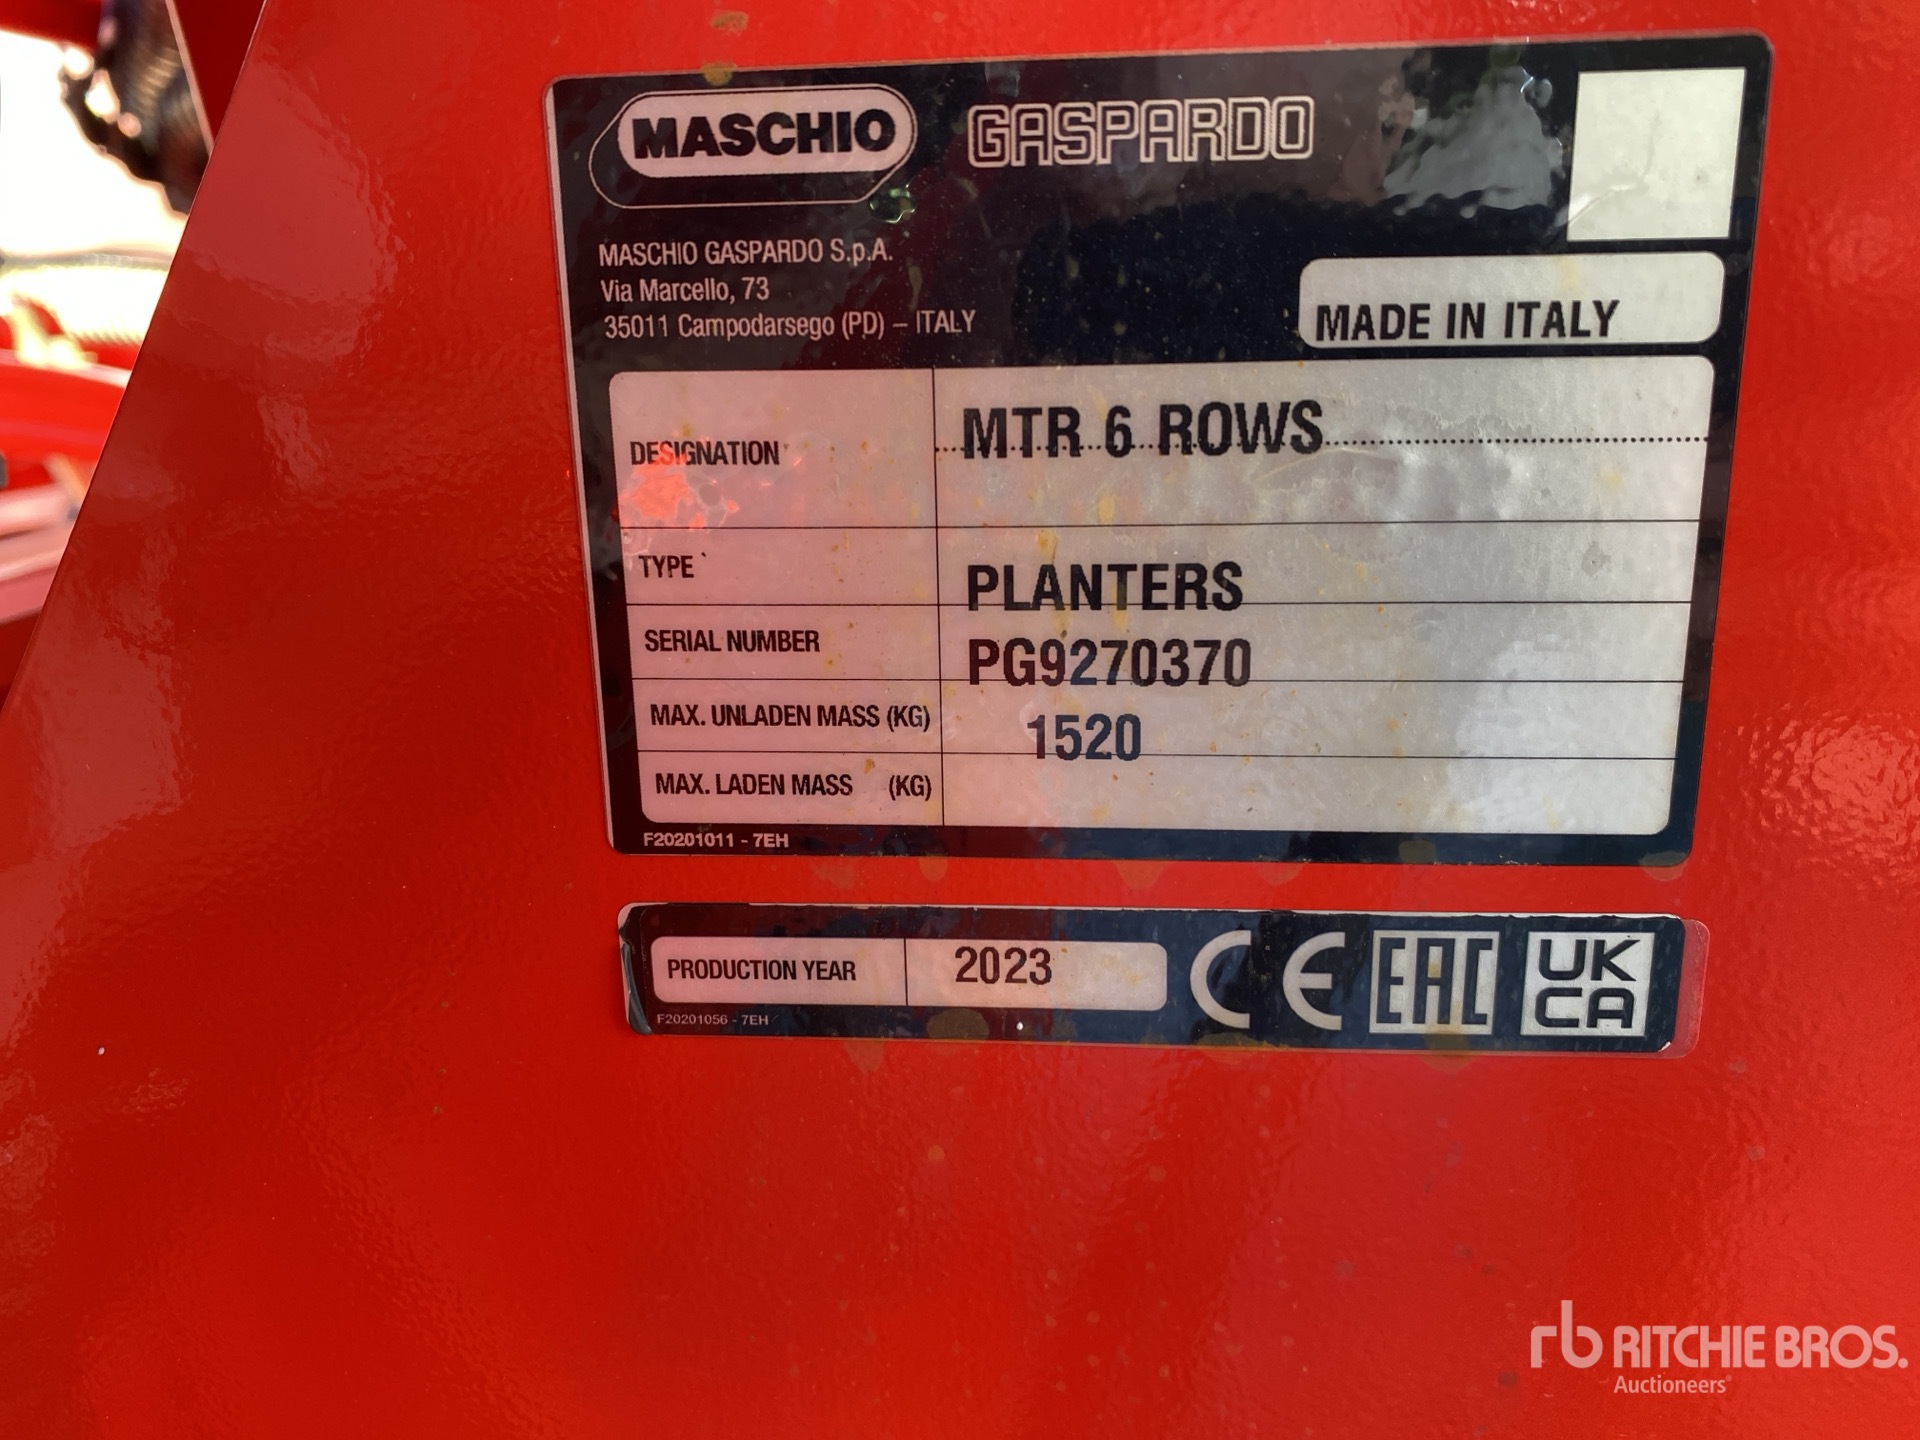 MASCHIO GASPARDO
MASCHIO GASPARDO S.p.A.
Via Marcello, 73
35011 Campodarsego (PD) – ITALY
MADE IN ITALY
DESIGNATION MTR 6 ROWS
TYPE PLANTERS
SERIAL NUMBER PG9270370
MAX. UNLADEN MASS (KG) 1520
MAX. LADEN MASS (KG)
F20201011 - 7EH
PRODUCTION YEAR 2023 CE EAC UK
CA
F20201056 - 7EH
rb RITCHIE BROS.
Auctioneers